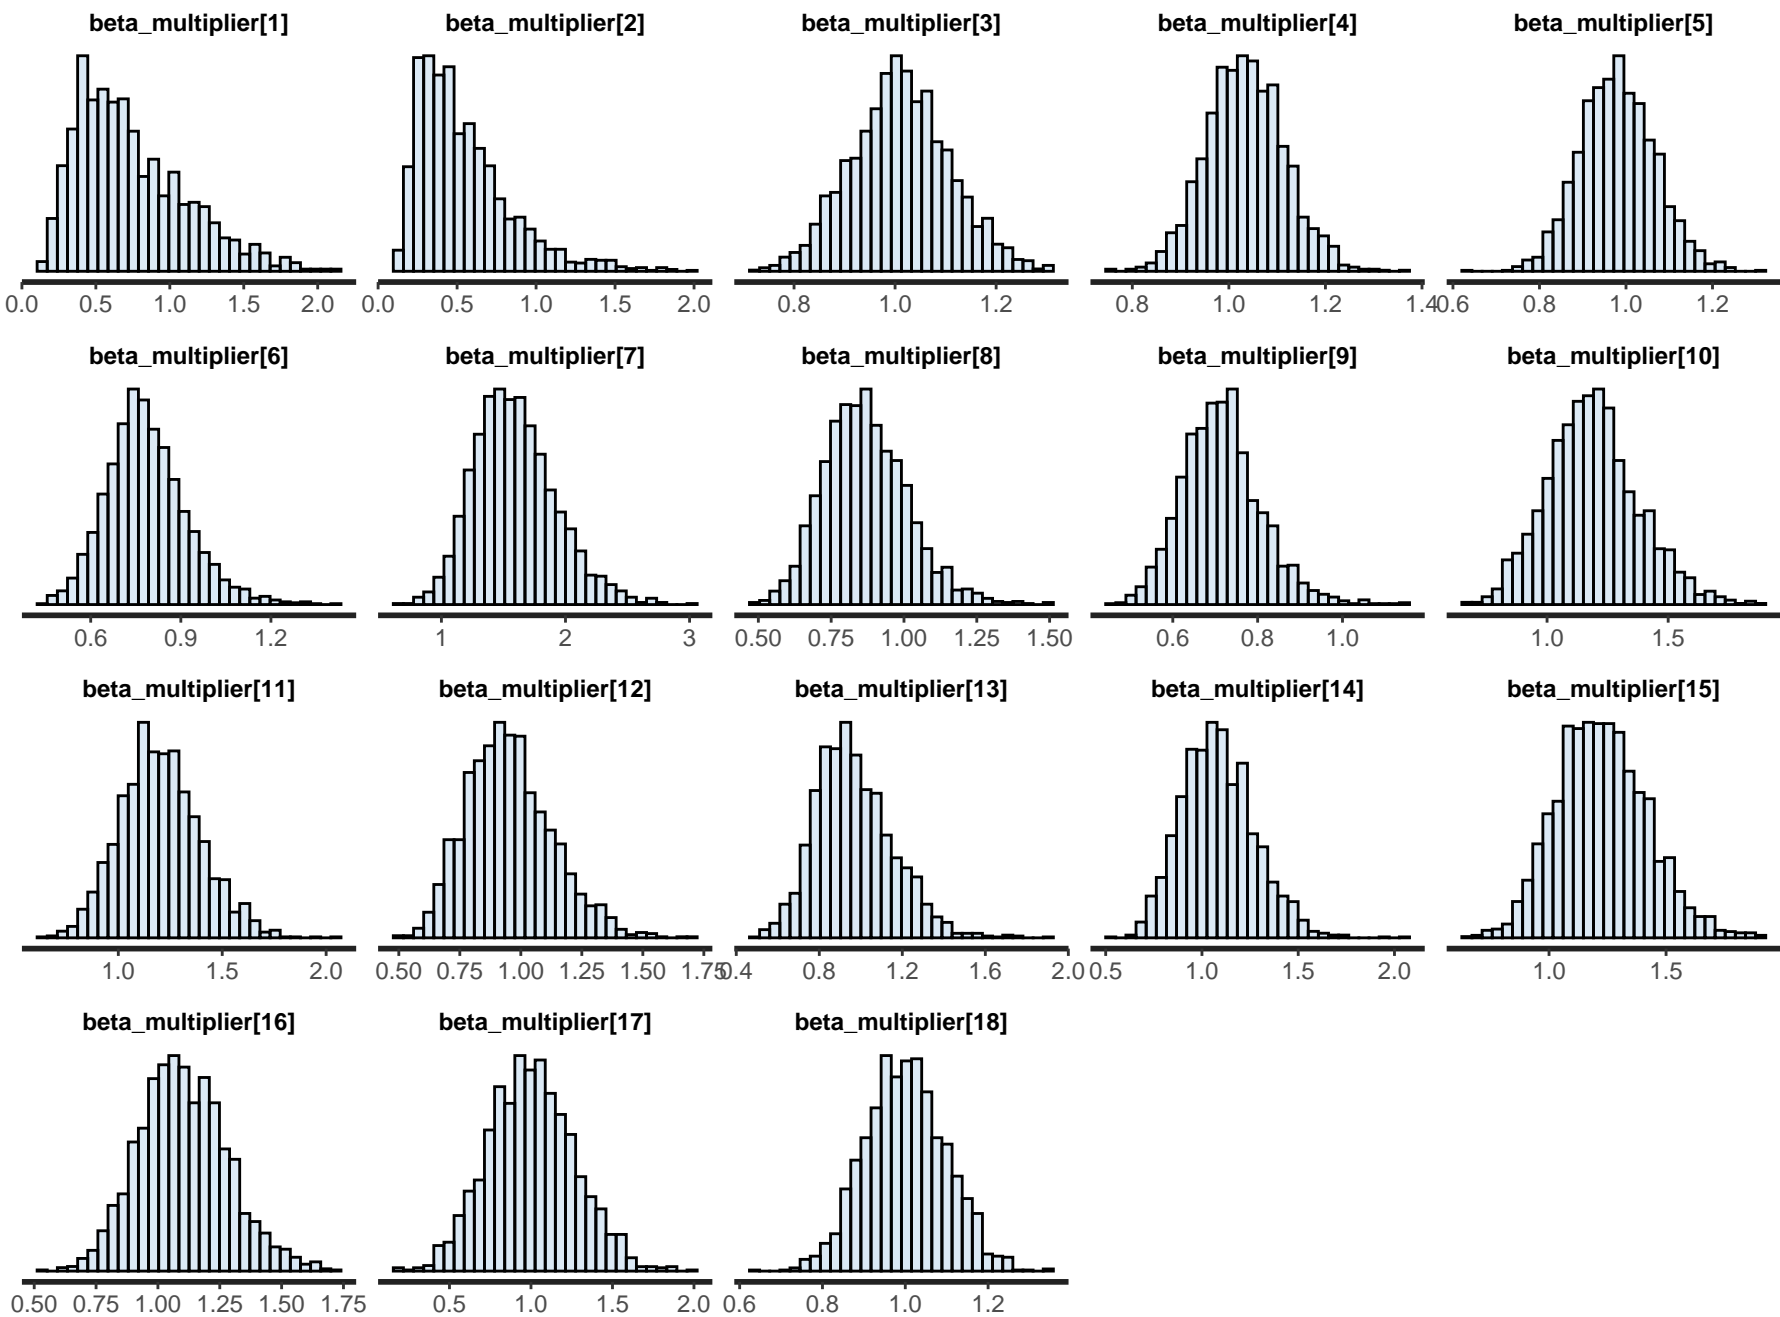 beta_multiplier[1] beta_multiplier[2] beta_multiplier[3] beta_multiplier[4] beta_multiplier[5]
0.0 0.5 1.0 1.5 2.0 0.0 0.5 1.0 1.5 2.0 0.8 1.0 1.2 0.8 1.0 1.2 1.4 0.6 0.8 1.0 1.2
beta_multiplier[6] beta_multiplier[7] beta_multiplier[8] beta_multiplier[9] beta_multiplier[10]
0.6 0.9 1.2 1 2 3 0.50 0.75 1.00 1.25 1.50 0.6 0.8 1.0 1.0 1.5
beta_multiplier[11] beta_multiplier[12] beta_multiplier[13] beta_multiplier[14] beta_multiplier[15]
1.0 1.5 2.0 0.50 0.75 1.00 1.25 1.50 1.75 0.4 0.8 1.2 1.6 2.0 0.5 1.0 1.5 2.0 1.0 1.5
beta_multiplier[16] beta_multiplier[17] beta_multiplier[18]
0.50 0.75 1.00 1.25 1.50 1.75 0.5 1.0 1.5 2.0 0.6 0.8 1.0 1.2